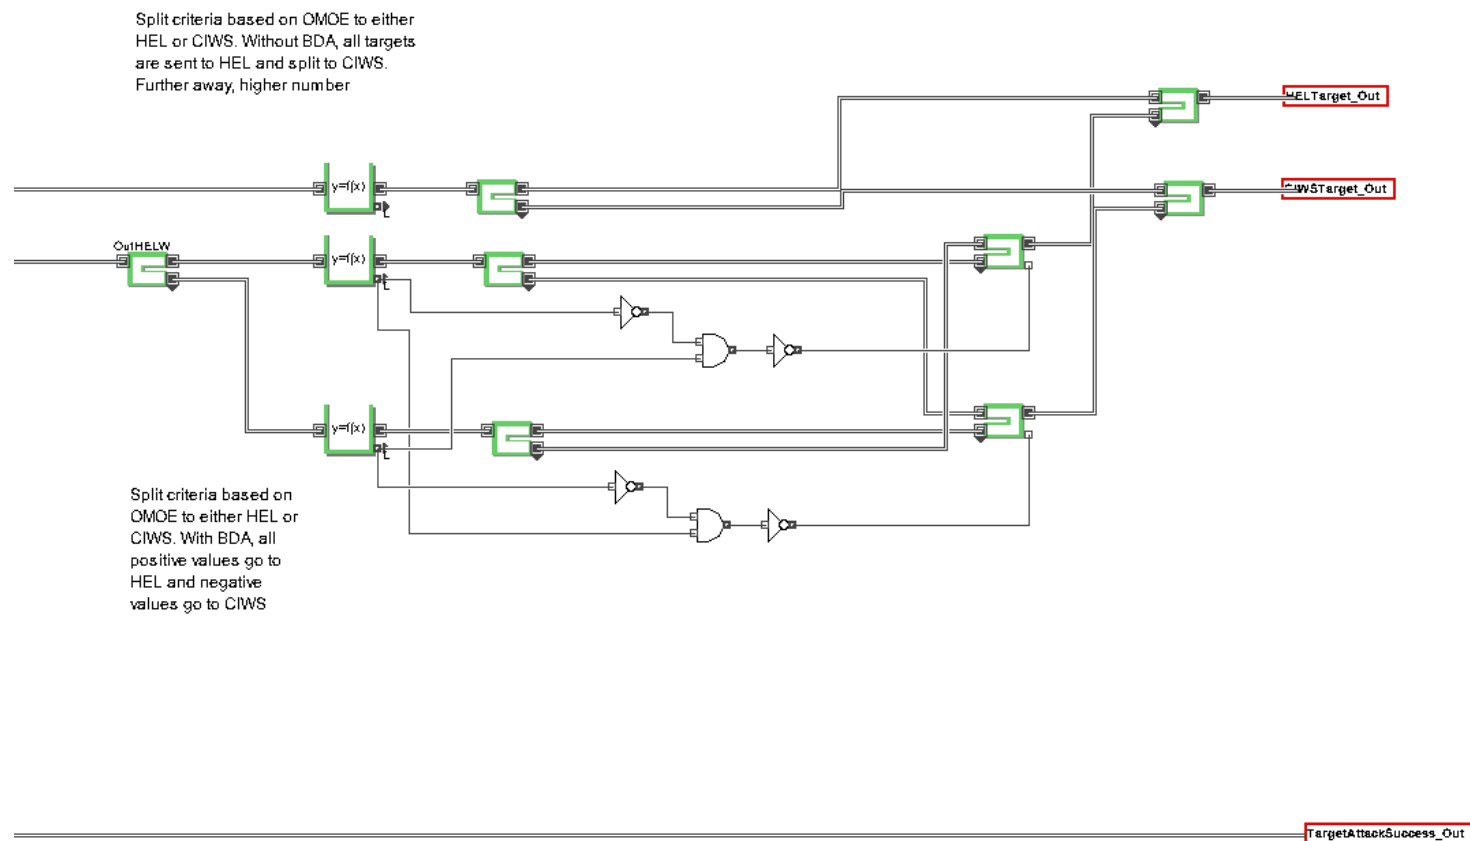 Split criteria based on OMOE to either
HEL or CIWS. Without BDA, all targets
are sent to HEL and split to CIWS.
Further away, higher number
HELTarget_Out
y=f(x)
CIWSTarget_Out
OutHELW
y=f(x)
y=f(x)
Split criteria based on
OMOE to either HEL or
CIWS. With BDA, all
positive values go to
HEL and negative
values go to CIWS
TargetAttackSuccess_Out